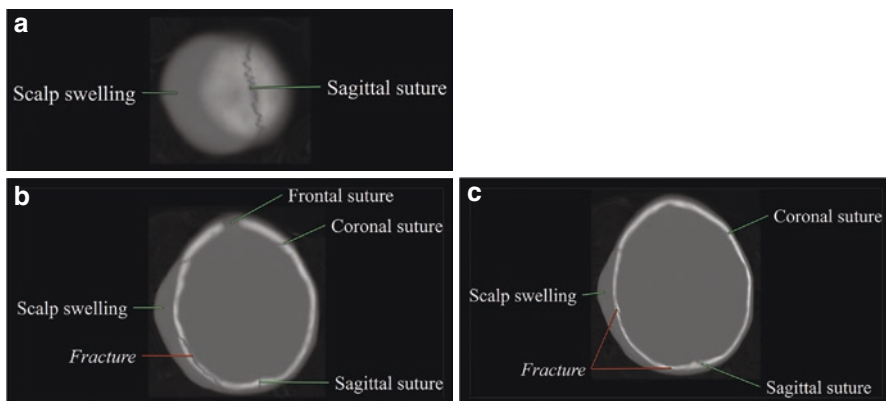 a
Scalp swelling
Sagittal suture
b
Frontal suture
Coronal suture
Scalp swelling
Fracture
Sagittal suture
c
Coronal suture
Scalp swelling
Fracture
Sagittal suture